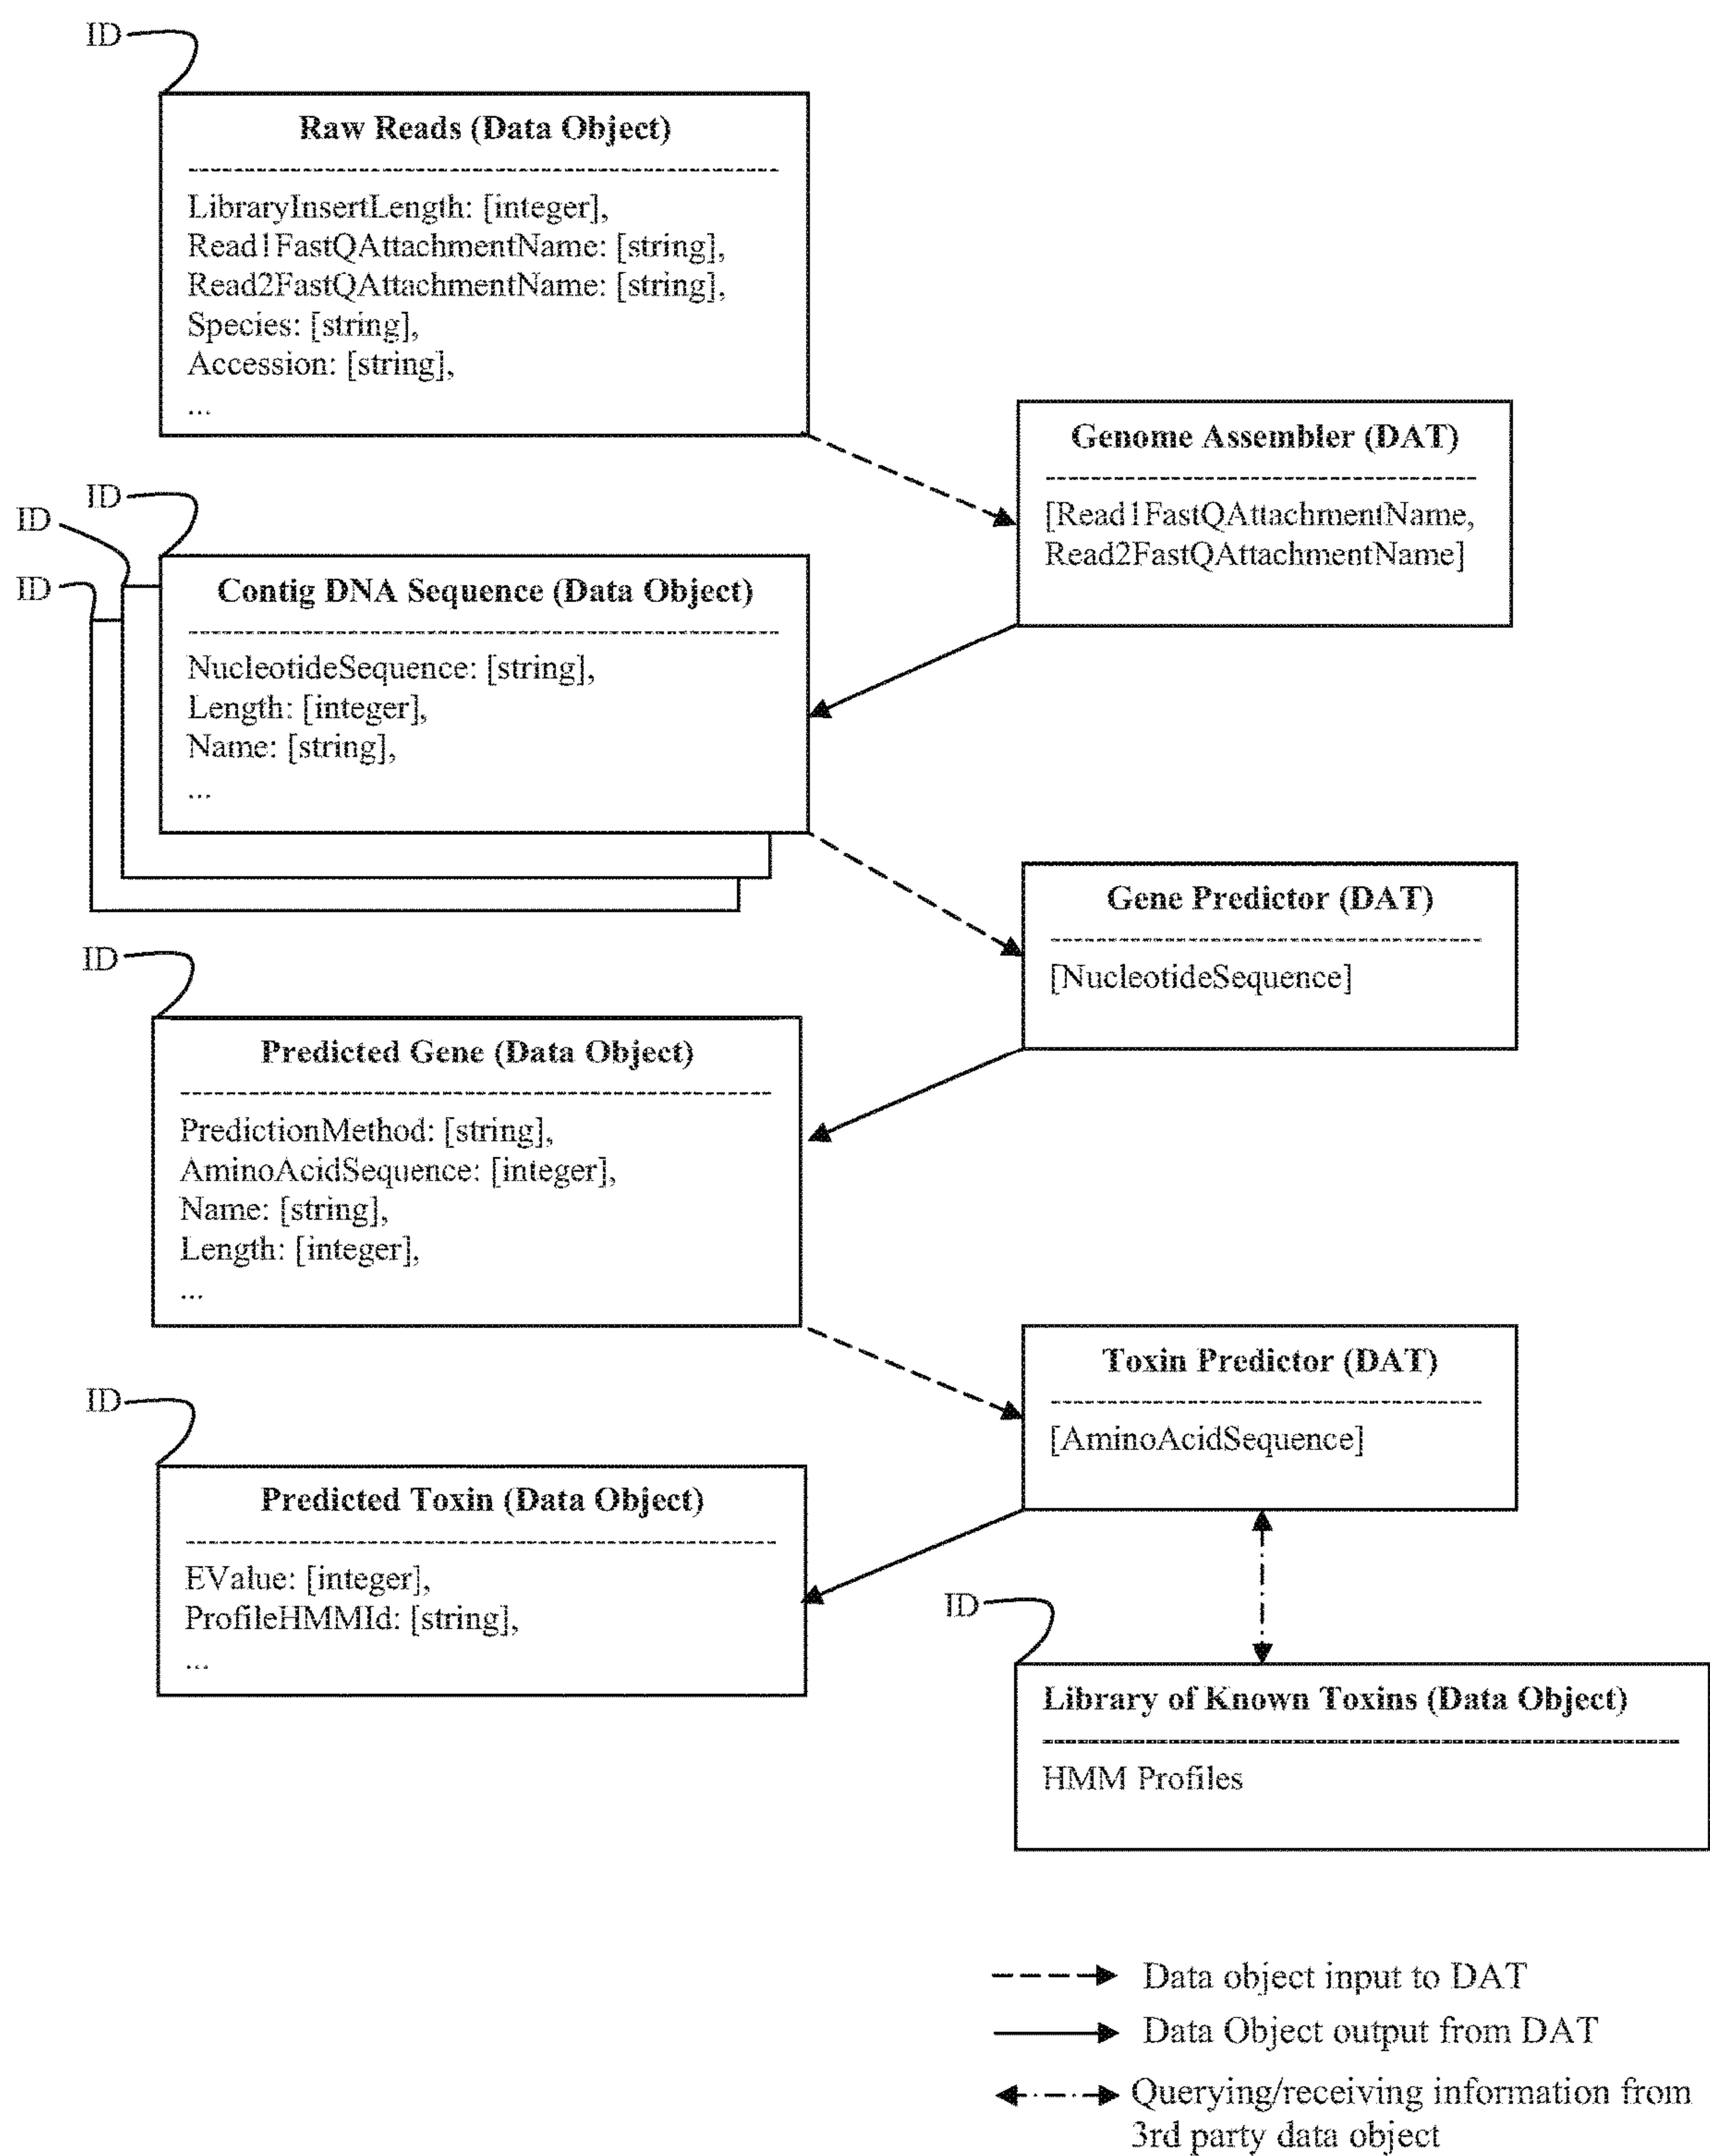 ID
Raw Reads (Data Object)
LibraryInsertLength: [integer],
Read1FastQAttachmentName: [string],
Read2FastQAttachmentName: [string],
Species: [string],
Accession: [string],
...
Genome Assembler (DAT)
[Read1FastQAttachmentName,
Read2FastQAttachmentName]
ID
ID
ID
Contig DNA Sequence (Data Object)
NucleotideSequence: [string],
Length: [integer],
Name: [string],
...
Gene Predictor (DAT)
[NucleotideSequence]
ID
Predicted Gene (Data Object)
PredictionMethod: [string],
AminoAcidSequence: [integer],
Name: [string],
Length: [integer],
...
Toxin Predictor (DAT)
[AminoAcidSequence]
ID
Predicted Toxin (Data Object)
EValue: [integer],
ProfileHMMId: [string],
...
ID
Library of Known Toxins (Data Object)
HMM Profiles
Data object input to DAT
Data Object output from DAT
Querying/receiving information from
3rd party data object